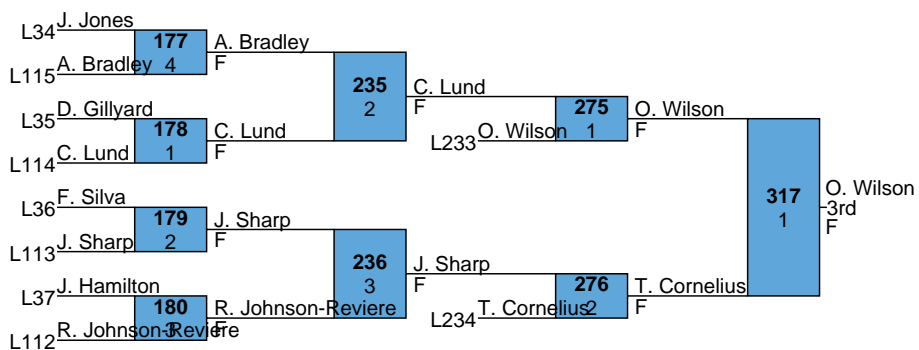 L34 J. Jones
177
4
A. Bradley
F
L115 A. Bradley
235
2
C. Lund
F
L35 D. Gillyard
178
1
C. Lund
F
L114 C. Lund
275
1
O. Wilson
F
L233 O. Wilson
L36 F. Silva
179
2
J. Sharp
F
L113 J. Sharp
317
1
O. Wilson
3rd
F
236
3
J. Sharp
F
L37 J. Hamilton
180
3
R. Johnson-Reviere
F
L112 R. Johnson-Reviere
276
2
T. Cornelius
F
L234 T. Cornelius